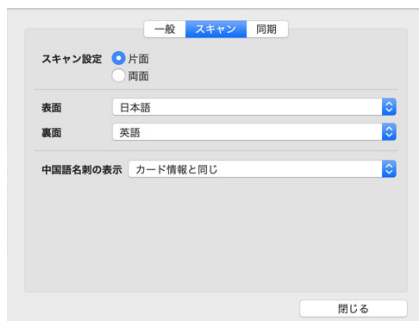 一般 スキャン 同期
スキャン設定 片面
両面
表面 日本語
裏面 英語
中国語名刺の表示 カード情報と同じ
閉じる